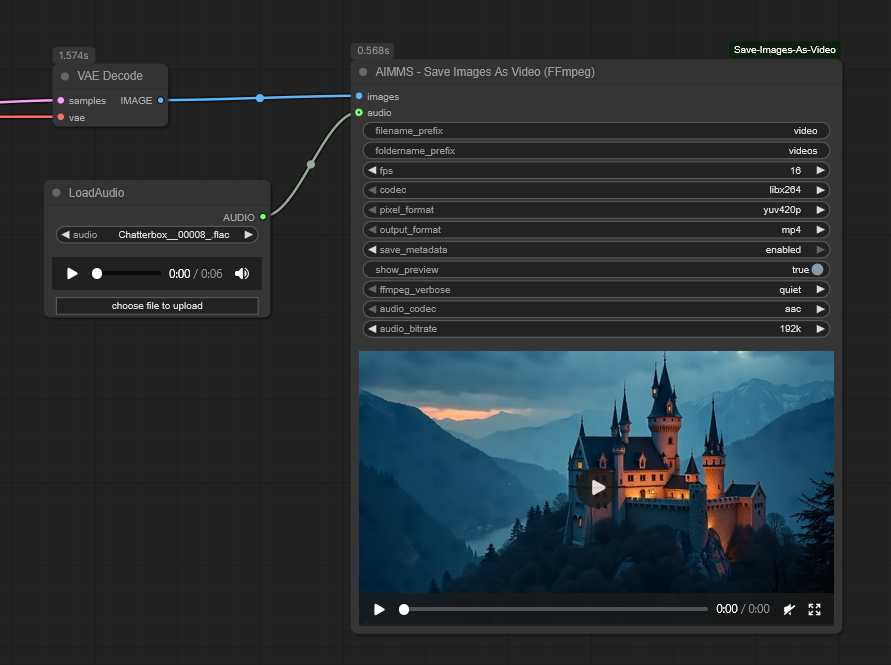 1.574s
VAE Decode
samples
IMAGE
vae
LoadAudio
AUDIO
audio
Chatterbox__00008_.flac
0:00 / 0:06
choose file to upload
0.568s
Save-Images-As-Video
AIMMS - Save Images As Video (FFmpeg)
images
audio
filename_prefix video
foldername_prefix videos
fps 16
codec libx264
pixel_format yuv420p
output_format mp4
save_metadata enabled
show_preview true
ffmpeg_verbose quiet
audio_codec aac
audio_bitrate 192k
0:00 / 0:00